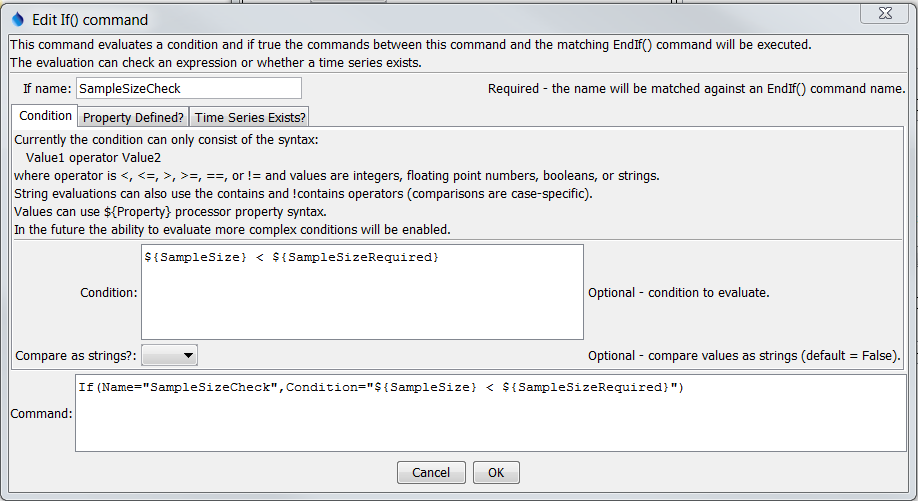 Edit If() command
This command evaluates a condition and if true the commands between this command and the matching EndIf() command will be executed.
The evaluation can check an expression or whether a time series exists.
If name: SampleSizeCheck Required - the name will be matched against an EndIf() command name.
Condition Property Defined? Time Series Exists?
Currently the condition can only consist of the syntax:
Value1 operator Value2
where operator is <, <=, >, >=, ==, or != and values are integers, floating point numbers, booleans, or strings.
String evaluations can also use the contains and !contains operators (comparisons are case-specific).
Values can use ${Property} processor property syntax.
In the future the ability to evaluate more complex conditions will be enabled.
${SampleSize} < ${SampleSizeRequired}
Condition: Optional - condition to evaluate.
Compare as strings?: Optional - compare values as strings (default = False).
If(Name="SampleSizeCheck",Condition="${SampleSize} < ${SampleSizeRequired}")
Command:
Cancel OK